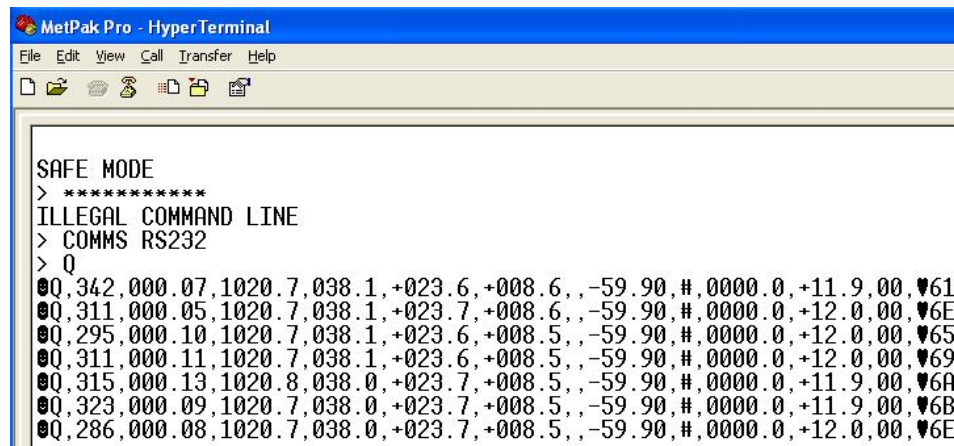 MetPak Pro - HyperTerminal
File Edit View Call Transfer Help
SAFE MODE
> ***********
ILLEGAL COMMAND LINE
> COMMS RS232
> Q
☻Q,342,000.07,1020.7,038.1,+023.6,+008.6,,-59.90,#,0000.0,+11.9,00,♥61
☻Q,311,000.05,1020.7,038.1,+023.7,+008.6,,-59.90,#,0000.0,+12.0,00,♥6E
☻Q,295,000.10,1020.7,038.1,+023.6,+008.5,,-59.90,#,0000.0,+12.0,00,♥65
☻Q,311,000.11,1020.7,038.1,+023.6,+008.5,,-59.90,#,0000.0,+12.0,00,♥69
☻Q,315,000.13,1020.8,038.0,+023.7,+008.5,,-59.90,#,0000.0,+11.9,00,♥6A
☻Q,323,000.09,1020.7,038.0,+023.7,+008.5,,-59.90,#,0000.0,+11.9,00,♥6B
☻Q,286,000.08,1020.7,038.0,+023.7,+008.5,,-59.90,#,0000.0,+12.0,00,♥6E